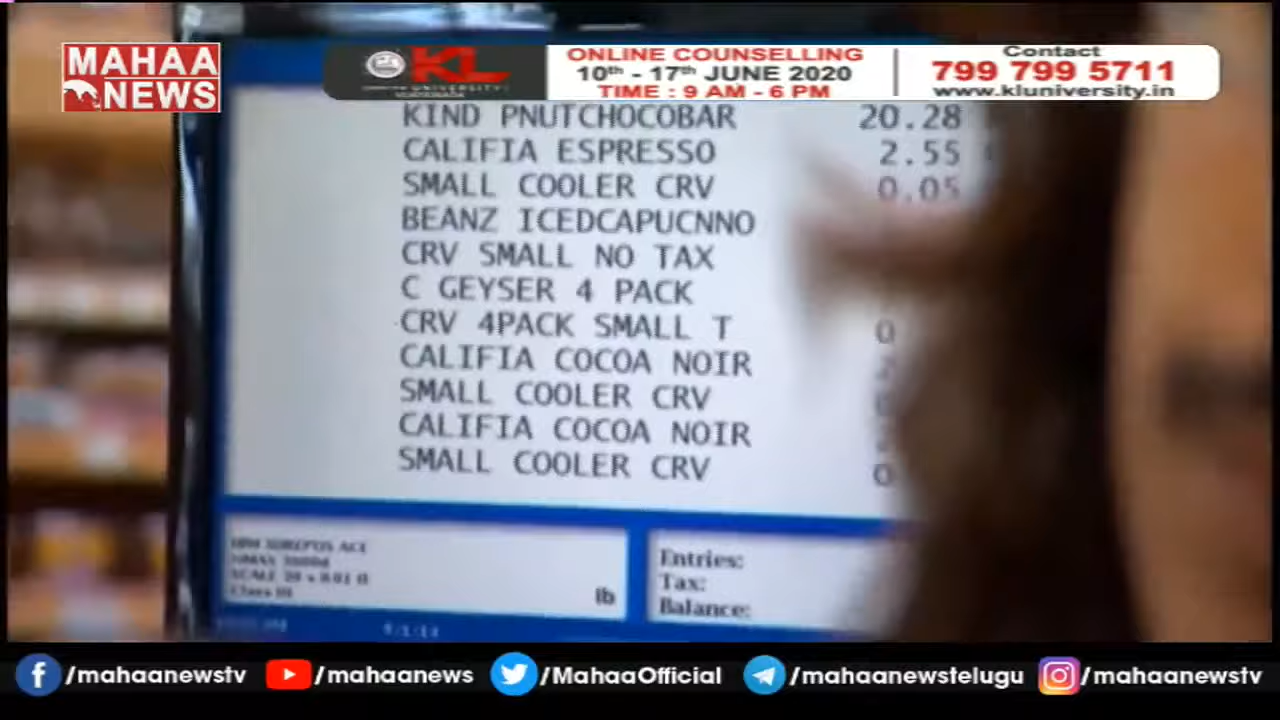 MAHAA
NEWS
KL
ONLINE COUNSELLING
10th - 17th JUNE 2020
TIME : 9 AM - 6 PM
Contact
799 799 5711
www.kluniversity.in
KIND PNUTCHOCOBAR 20.28
CALIFIA ESPRESSO 2.55
SMALL COOLER CRV 0.05
BEANZ ICEDCAPUCNNO
CRV SMALL NO TAX
C GEYSER 4 PACK
CRV 4PACK SMALL T 0
CALIFIA COCOA NOIR
SMALL COOLER CRV
CALIFIA COCOA NOIR
SMALL COOLER CRV 0
lb
Entries:
Tax:
Balance:
/mahaanewstv
/mahaanews
/MahaaOfficial
/mahaanewstelugu
/mahaanewstv